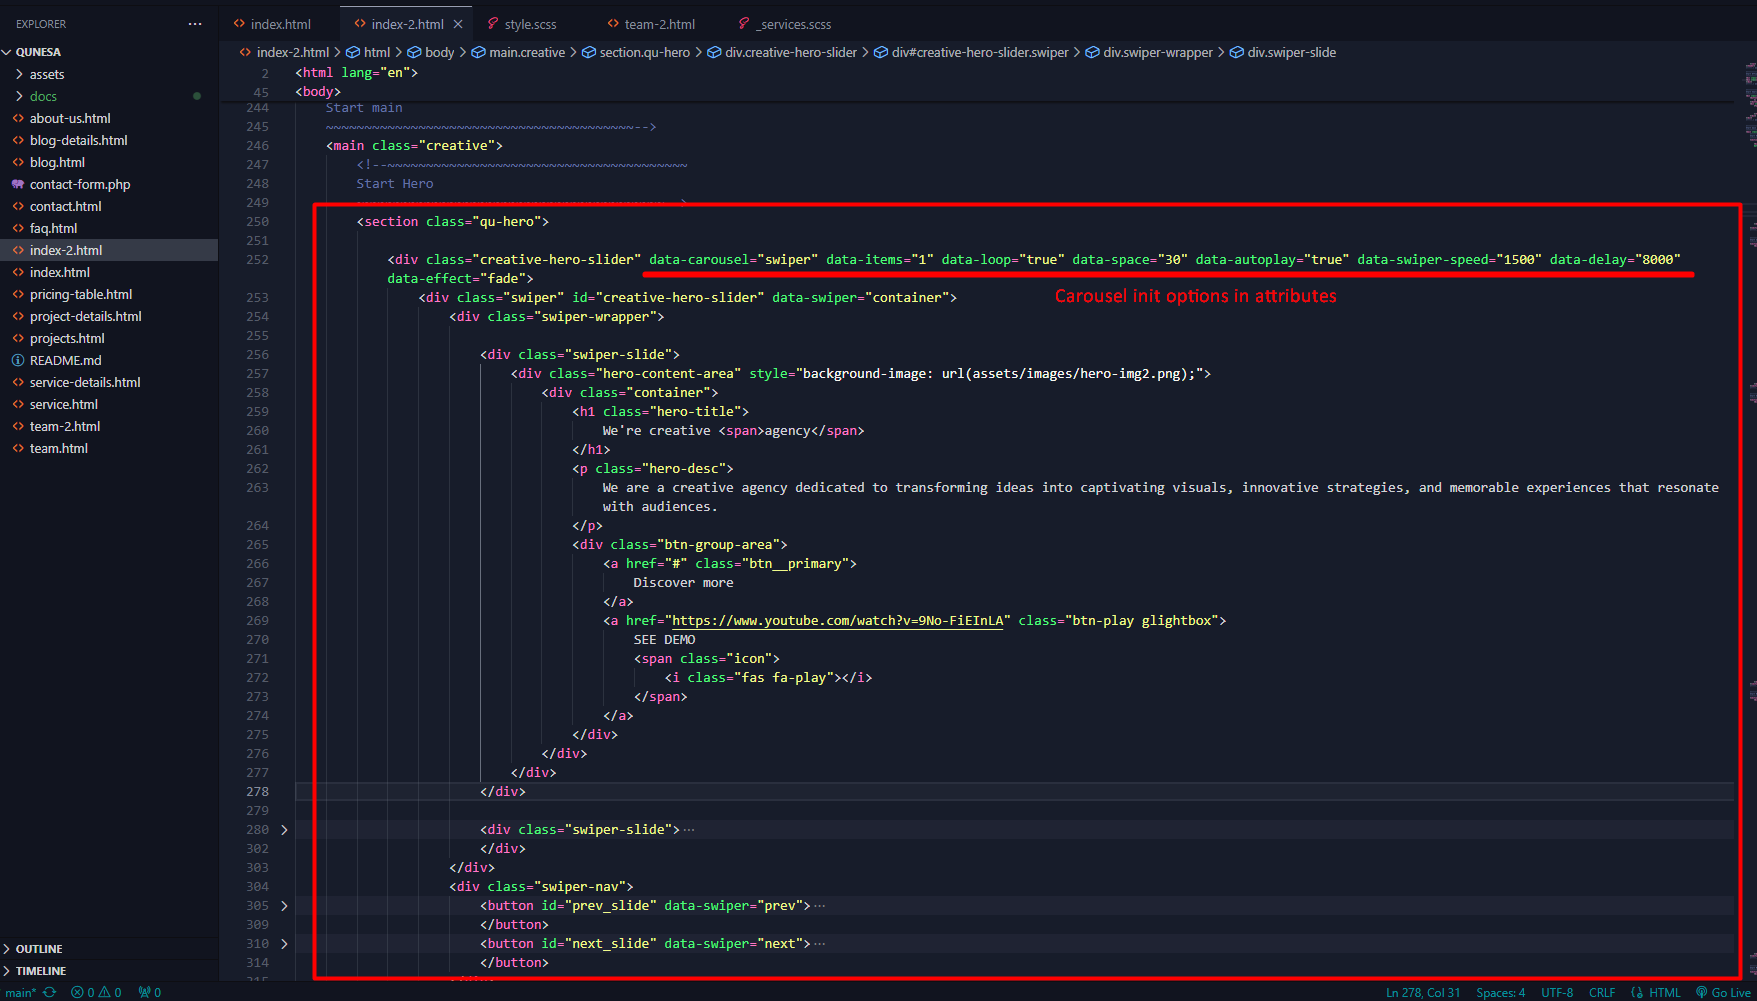 EXPLORER ···
QUNESA
assets
docs
about-us.html
blog-details.html
blog.html
contact-form.php
contact.html
faq.html
index-2.html
index.html
pricing-table.html
project-details.html
projects.html
README.md
service-details.html
service.html
team-2.html
team.html
OUTLINE
TIMELINE
index.html index-2.html style.scss team-2.html _services.scss
index-2.html > html > body > main.creative > section.qu-hero > div.creative-hero-slider > div#creative-hero-slider.swiper > div.swiper-wrapper > div.swiper-slide
2 <html lang="en">
45 <body>
244 Start main
245 ~~~~~~~~~~~~~~~~~~~~~~~~~~~~~~~~~~~~~~~~-->
246 <main class="creative">
247 <!--~~~~~~~~~~~~~~~~~~~~~~~~~~~~~~~~~~~~~~~
248 Start Hero
249
250 <section class="qu-hero">
251
252 <div class="creative-hero-slider" data-carousel="swiper" data-items="1" data-loop="true" data-space="30" data-autoplay="true" data-swiper-speed="1500" data-delay="8000"
data-effect="fade">
253 <div class="swiper" id="creative-hero-slider" data-swiper="container">
Carousel init options in attributes
254 <div class="swiper-wrapper">
255
256 <div class="swiper-slide">
257 <div class="hero-content-area" style="background-image: url(assets/images/hero-img2.png);">
258 <div class="container">
259 <h1 class="hero-title">
260 We're creative <span>agency</span>
261 </h1>
262 <p class="hero-desc">
263 We are a creative agency dedicated to transforming ideas into captivating visuals, innovative strategies, and memorable experiences that resonate
with audiences.
264 </p>
265 <div class="btn-group-area">
266 <a href="#" class="btn__primary">
267 Discover more
268 </a>
269 <a href="https://www.youtube.com/watch?v=9No-FiEInLA" class="btn-play glightbox">
270 SEE DEMO
271 <span class="icon">
272 <i class="fas fa-play"></i>
273 </span>
274 </a>
275 </div>
276 </div>
277 </div>
278 </div>
279
280 <div class="swiper-slide">···
302 </div>
303 </div>
304 <div class="swiper-nav">
305 <button id="prev_slide" data-swiper="prev">···
309 </button>
310 <button id="next_slide" data-swiper="next">···
314 </button>
main* 0 0 0 Ln 278, Col 31 Spaces: 4 UTF-8 CRLF HTML Go Live